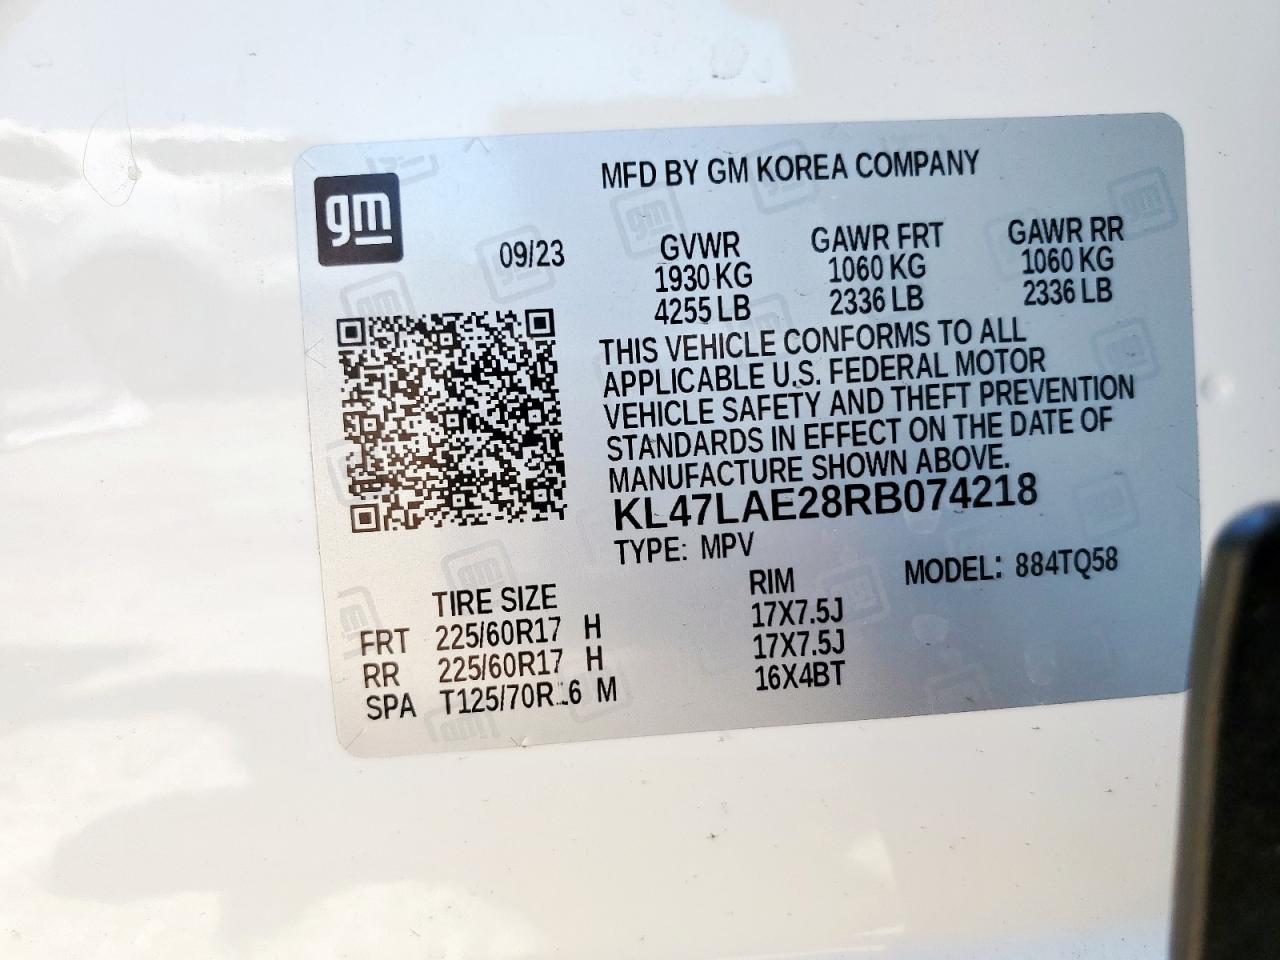 gm
MFD BY GM KOREA COMPANY
09/23
GVWR GAWR FRT GAWR RR
1930 KG 1060 KG 1060 KG
4255 LB 2336 LB 2336 LB
THIS VEHICLE CONFORMS TO ALL
APPLICABLE U.S. FEDERAL MOTOR
VEHICLE SAFETY AND THEFT PREVENTION
STANDARDS IN EFFECT ON THE DATE OF
MANUFACTURE SHOWN ABOVE.
KL47LAE28RB074218
TYPE: MPV MODEL: 884TQ58
TIRE SIZE RIM
FRT 225/60R17 H 17X7.5J
RR 225/60R17 H 17X7.5J
SPA M 16X4BT